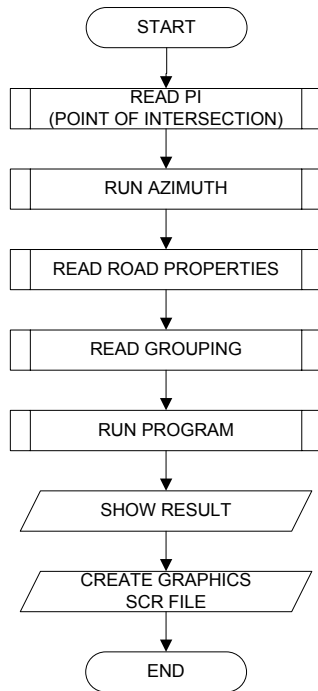 START
READ PI
(POINT OF INTERSECTION)
RUN AZIMUTH
READ ROAD PROPERTIES
READ GROUPING
RUN PROGRAM
SHOW RESULT
CREATE GRAPHICS
SCR FILE
END